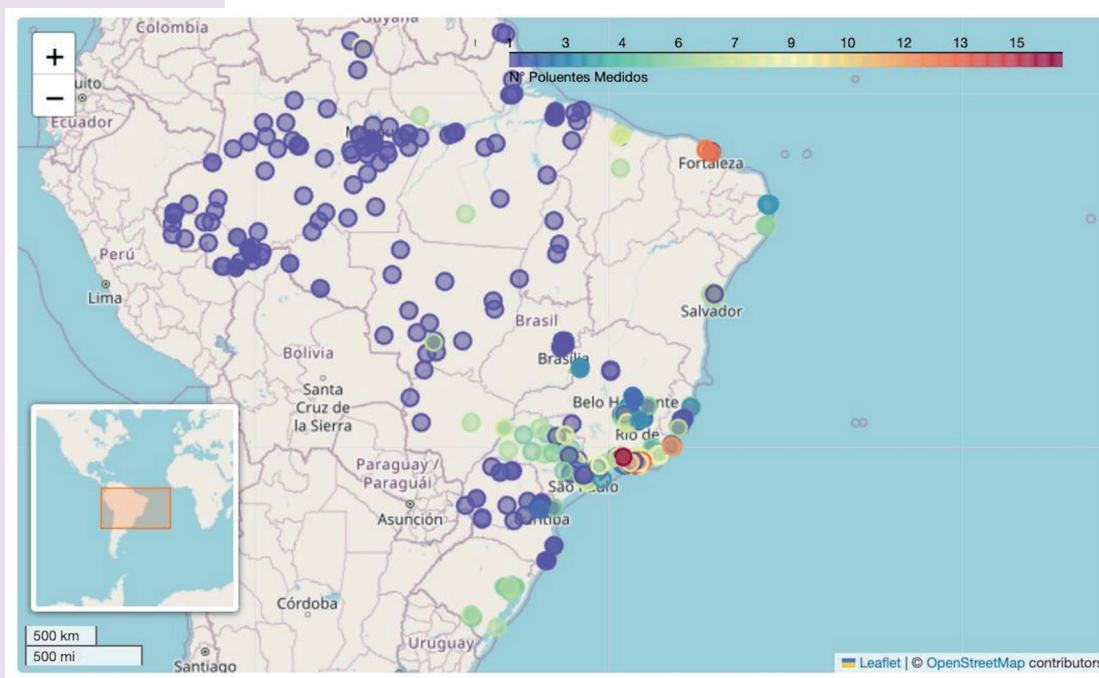 Colombia
Guyana
1 3 4 6 7 9 10 12 13 15
N° Poluentes Medidos
+
−
uito
Ecuador
Fortaleza
Perú
Lima
Salvador
Brasil
Bolivia
Brasília
Santa
Cruz de
la Sierra
Belo H nte
Rio de
Paraguay /
Paraguái
São Paulo
Asunción
itiba
Córdoba
Uruguay
500 km
500 mi
Santiago
Leaflet | © OpenStreetMap contributors